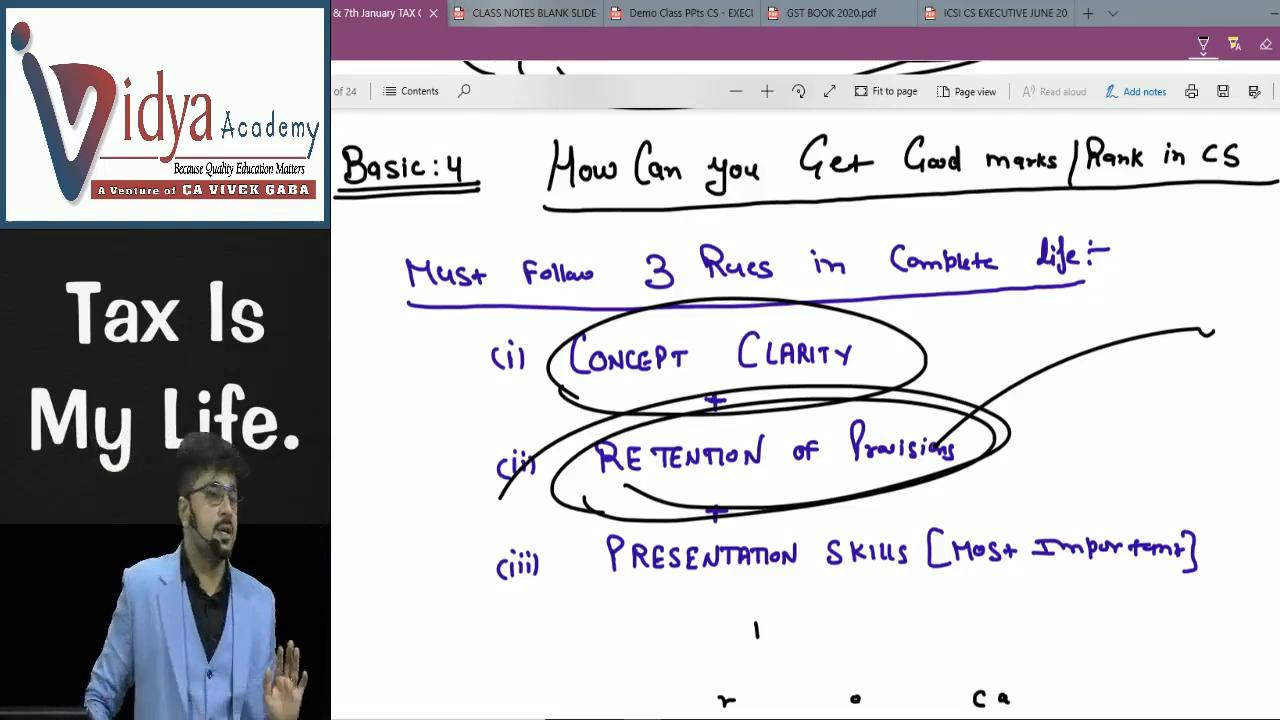 & 7th January TAX C
CLASS NOTES BLANK SLIDE
Demo Class PPts CS - EXECU
GST BOOK 2020.pdf
ICSI CS EXECUTIVE JUNE 20
of 24
Contents
Fit to page
Page view
Read aloud
Add notes
Vidya Academy
Because Quality Education Matters
A Venture of CA VIVEK GABA
Tax Is
My Life.
Basic:4 How Can you Get Good marks/Rank in CS
Must Follow 3 Rues in Complete life:-
(i) CONCEPT CLARITY
+
(ii) RETENTION of Provisions
+
(iii) PRESENTATION SKILLS [Most Important]